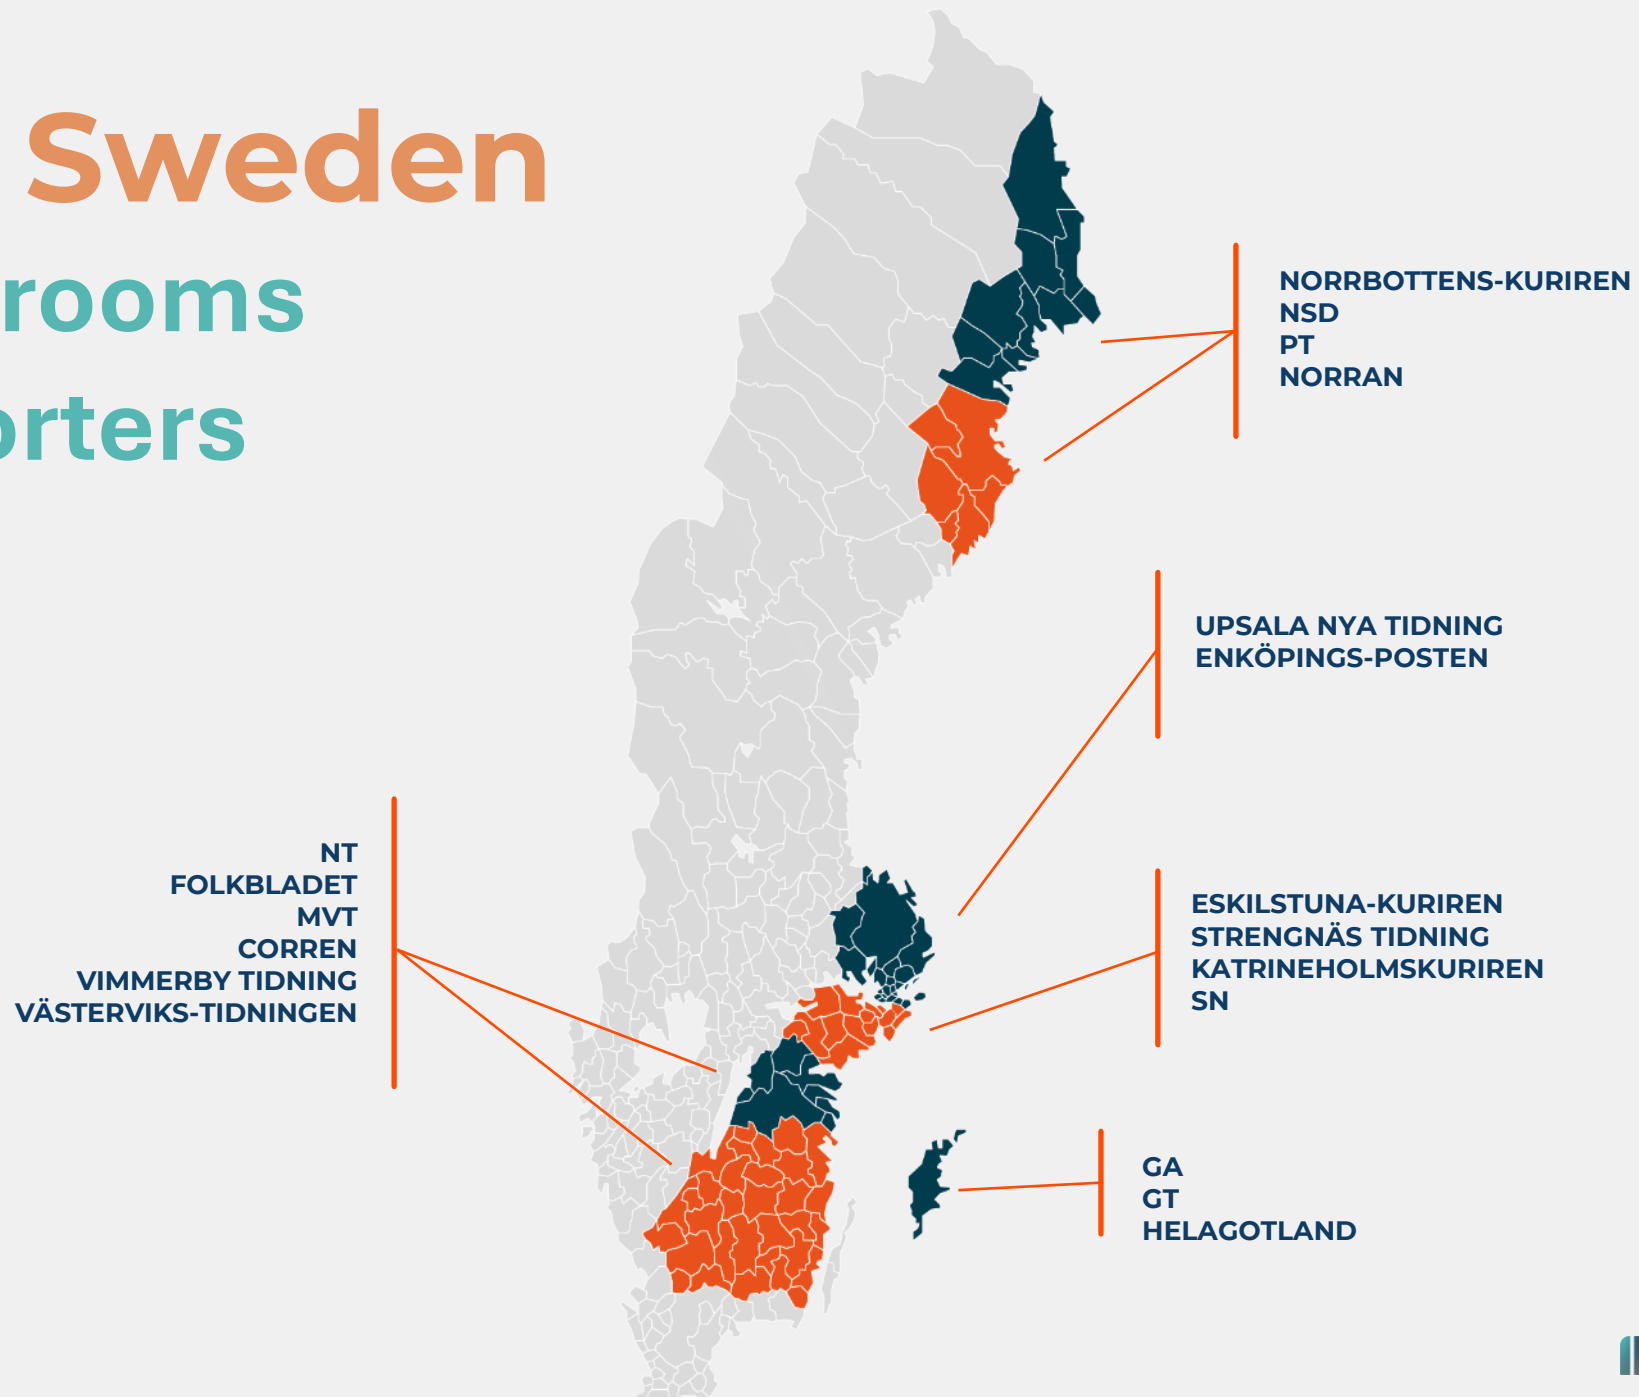 Sweden
rooms
orters
NORRBOTTENS-KURIREN
NSD
PT
NORRAN
UPSALA NYA TIDNING
ENKÖPINGS-POSTEN
NT
FOLKBLADET
MVT
CORREN
VIMMERBY TIDNING
VÄSTERVIKS-TIDNINGEN
ESKILSTUNA-KURIREN
STRENGNÄS TIDNING
KATRINEHOLMSKURIREN
SN
GA
GT
HELAGOTLAND